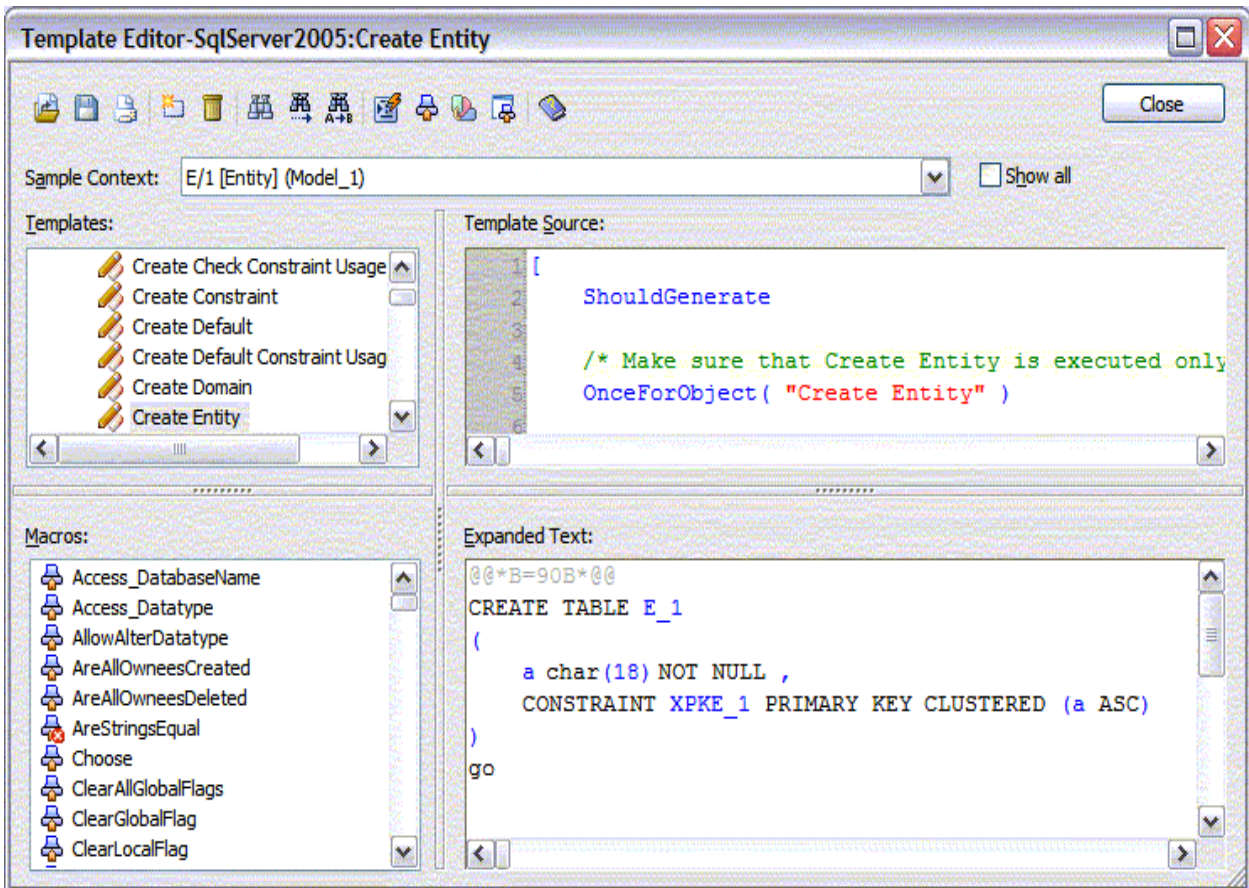 Template Editor-SqlServer2005:Create Entity
A→B
Close
Sample Context:
E/1 [Entity] (Model_1)
Show all
Templates:
Create Check Constraint Usage
Create Constraint
Create Default
Create Default Constraint Usag
Create Domain
Create Entity
Template Source:
1 [
2 ShouldGenerate
3
4 /* Make sure that Create Entity is executed only
5 OnceForObject( "Create Entity" )
6
Macros:
Access_DatabaseName
Access_Datatype
AllowAlterDatatype
AreAllOwneesCreated
AreAllOwneesDeleted
AreStringsEqual
Choose
ClearAllGlobalFlags
ClearGlobalFlag
ClearLocalFlag
Expanded Text:
@@*B=90B*@@
CREATE TABLE E_1
(
a char(18) NOT NULL ,
CONSTRAINT XPKE_1 PRIMARY KEY CLUSTERED (a ASC)
)
go